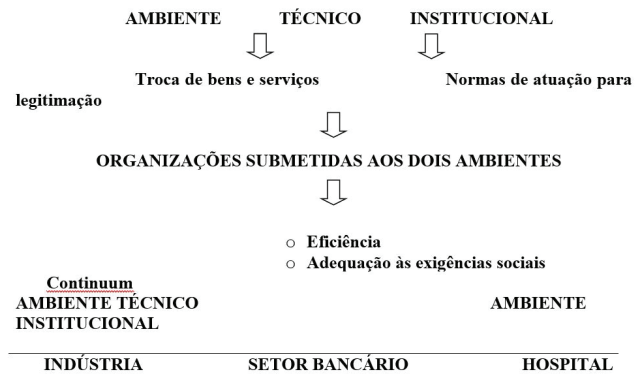 AMBIENTE TÉCNICO INSTITUCIONAL
Troca de bens e serviços Normas de atuação para
legitimação
ORGANIZAÇÕES SUBMETIDAS AOS DOIS AMBIENTES
o Eficiência
o Adequação às exigências sociais
Continuum
AMBIENTE TÉCNICO AMBIENTE
INSTITUCIONAL
INDÚSTRIA SETOR BANCÁRIO HOSPITAL